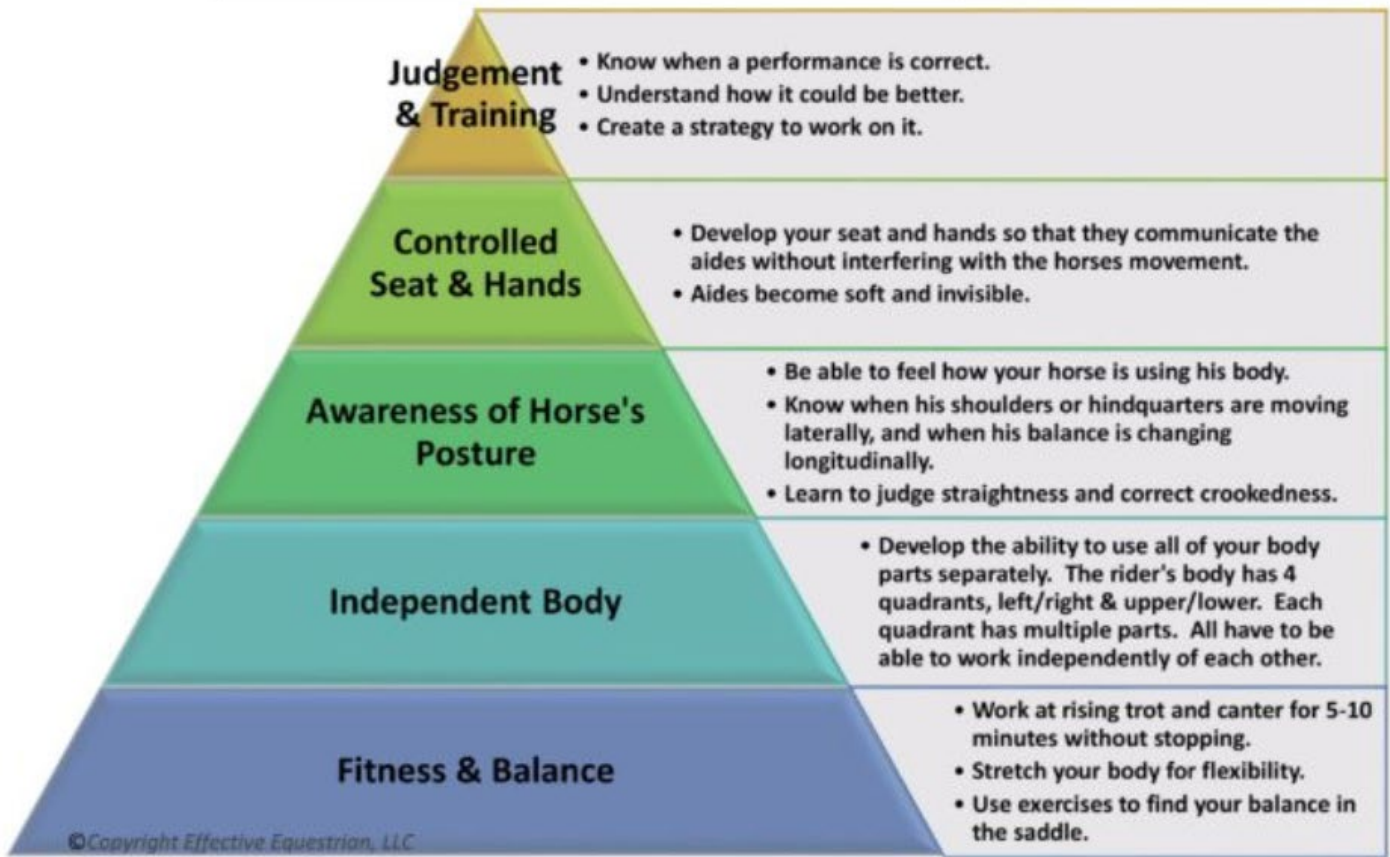 Judgement
& Training
• Know when a performance is correct.
• Understand how it could be better.
• Create a strategy to work on it.
Controlled
Seat & Hands
• Develop your seat and hands so that they communicate the
aides without interfering with the horses movement.
• Aides become soft and invisible.
Awareness of Horse's
Posture
• Be able to feel how your horse is using his body.
• Know when his shoulders or hindquarters are moving
laterally, and when his balance is changing
longitudinally.
• Learn to judge straightness and correct crookedness.
Independent Body
• Develop the ability to use all of your body
parts separately. The rider's body has 4
quadrants, left/right & upper/lower. Each
quadrant has multiple parts. All have to be
able to work independently of each other.
Fitness & Balance
• Work at rising trot and canter for 5-10
minutes without stopping.
• Stretch your body for flexibility.
• Use exercises to find your balance in
the saddle.
©Copyright Effective Equestrian, LLC